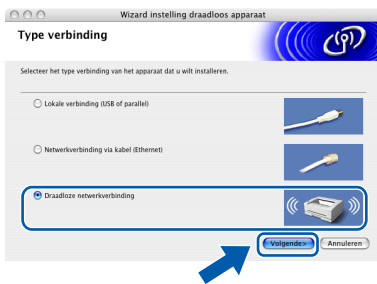 Wizard instelling draadloos apparaat
Type verbinding
Selecteer het type verbinding van het apparaat dat u wilt installeren.
Lokale verbinding (USB of parallel)
Netwerkverbinding via kabel (Ethernet)
Draadloze netwerkverbinding
Volgende>
Annuleren